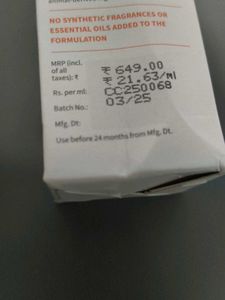 NO SYNTHETIC FRAGRANCES OR
ESSENTIAL OILS ADDED TO THE
FORMULATION
MRP (incl.
of all
taxes): ₹
₹ 649.00
Rs. per ml:
₹ 21.63/ml
Batch No.:
CC250068
03/25
Mfg. Dt:
Use before 24 months from Mfg. Dt.